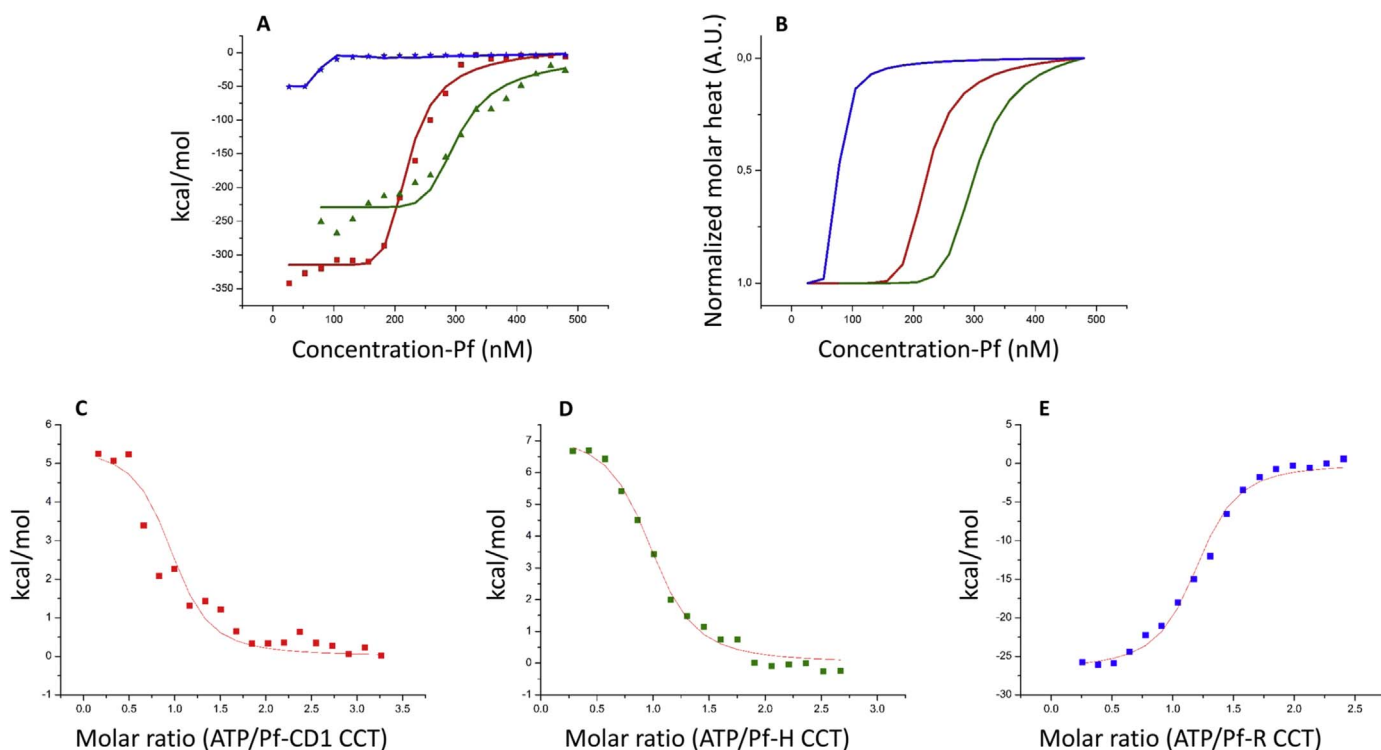 A
kcal/mol
0
-50
-100
-150
-200
-250
-300
-350
0 100 200 300 400 500
Concentration-Pf (nM)
B
Normalized molar heat (A.U.)
0,0
0,5
1,0
0 100 200 300 400 500
Concentration-Pf (nM)
C
kcal/mol
6
5
4
3
2
1
0
-1
0.0 0.5 1.0 1.5 2.0 2.5 3.0 3.5
Molar ratio (ATP/Pf-CD1 CCT)
D
kcal/mol
7
6
5
4
3
2
1
0
-1
0.0 0.5 1.0 1.5 2.0 2.5 3.0
Molar ratio (ATP/Pf-H CCT)
E
kcal/mol
5
0
-5
-10
-15
-20
-25
-30
0.0 0.5 1.0 1.5 2.0 2.5
Molar ratio (ATP/Pf-R CCT)